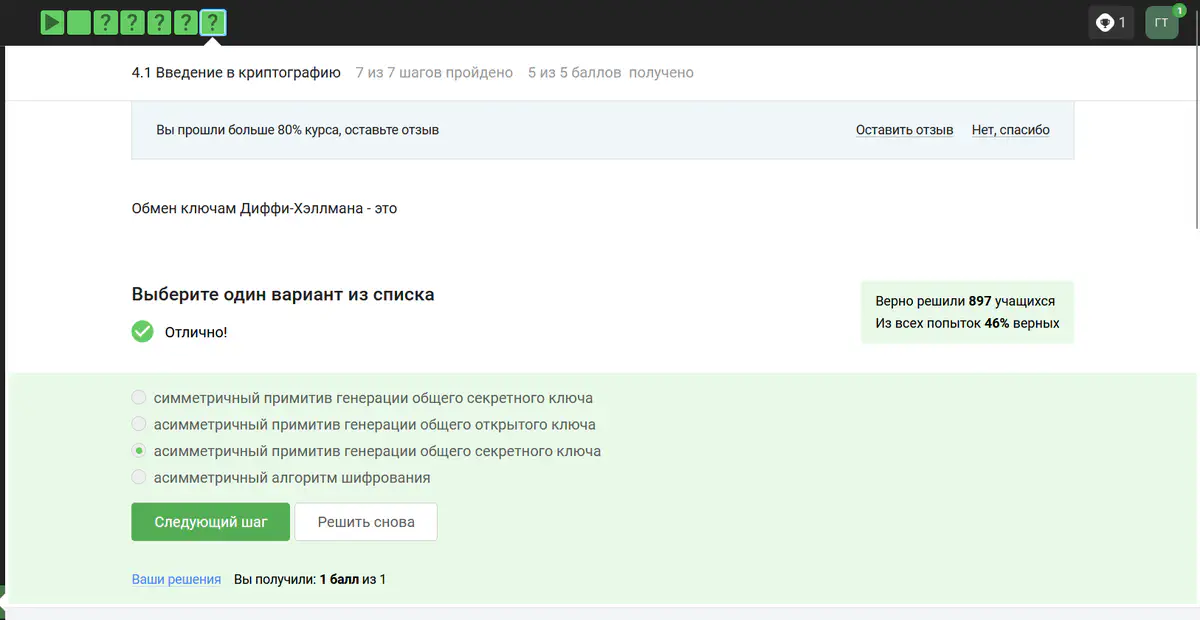 ? ? ? ? ?
1
ГТ
1
4.1 Введение в криптографию 7 из 7 шагов пройдено 5 из 5 баллов получено
Вы прошли больше 80% курса, оставьте отзыв Оставить отзыв Нет, спасибо
Обмен ключам Диффи-Хэллмана - это
Выберите один вариант из списка
Отлично!
Верно решили 897 учащихся
Из всех попыток 46% верных
симметричный примитив генерации общего секретного ключа
асимметричный примитив генерации общего открытого ключа
асимметричный примитив генерации общего секретного ключа
асимметричный алгоритм шифрования
Следующий шаг Решить снова
Ваши решения Вы получили: 1 балл из 1